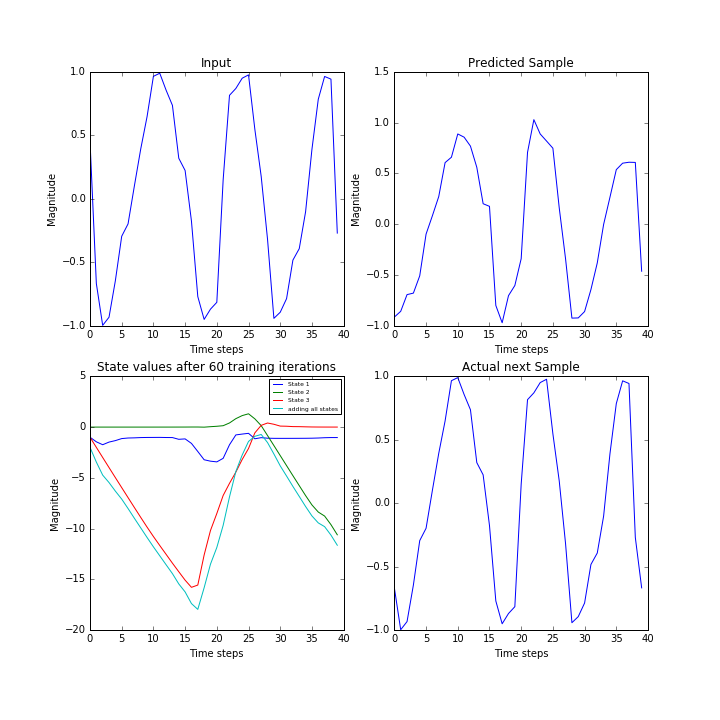 Input
1.0
0.5
0.0
−0.5
−1.0
Magnitude
0 5 10 15 20 25 30 35 40
Time steps
Predicted Sample
1.5
1.0
0.5
0.0
−0.5
−1.0
Magnitude
0 5 10 15 20 25 30 35 40
Time steps
State values after 60 training iterations
5
0
−5
−10
−15
−20
Magnitude
State 1
State 2
State 3
adding all states
0 5 10 15 20 25 30 35 40
Time steps
Actual next Sample
1.0
0.5
0.0
−0.5
−1.0
Magnitude
0 5 10 15 20 25 30 35 40
Time steps